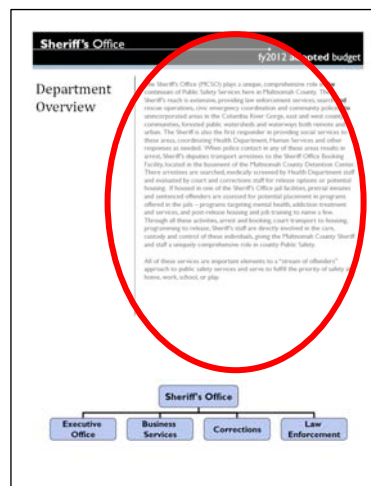 Sheriff's Office
fy2012 adopted budget
Department
Overview
Sheriff's Office (MCSO) plays a unique, comprehensive role
continuum of Public Safety Services here in Multnomah County. The
Sheriff's reach is extensive, providing law enforcement services, search and
rescue operations, civic emergency coordination and community police
unincorporated areas in the Columbia River Gorge, east and west county
communities, forested public watersheds and waterways both remote and
urban. The Sheriff is also the first responder in providing social services to
these areas, coordinating Health Department, Human Services and other
responses as needed. When police contact in any of these areas results in
arrest, Sheriff's deputies transport arrestees to the Sheriff Office Booking
Facility, located in the basement of the Multnomah County Detention Center.
There arrestees are searched, medically screened by Health Department staff
and evaluated by court and corrections staff for release options or potential
housing. If housed in one of the Sheriff's Office jail facilities, pretrial inmates
and sentenced offenders are assessed for potential placement in programs
offered in the jails – programs targeting mental health, addiction treatment
and services, and post-release housing and job training to name a few.
Through all of these activities, arrest and booking, court transport to housing,
programming to release, Sheriff's staff are directly involved in the care,
custody and control of these individuals, giving the Multnomah County Sheriff
and staff a uniquely comprehensive role in county Public Safety.
All of these services are important elements to a "stream of offenders"
approach to public safety services and serve to fulfill the priority of safety
home, work, school, or play.
Sheriff's Office
Executive
Office
Business
Services
Corrections
Law
Enforcement